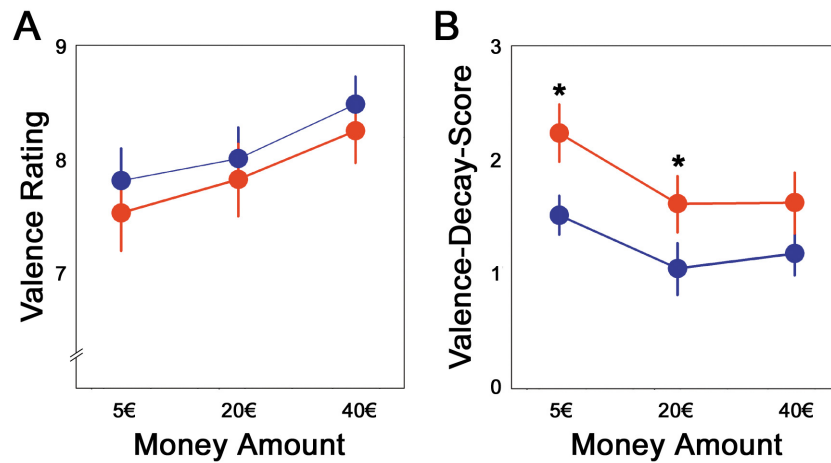 A
9
8
7
Valence Rating
5€ 20€ 40€
Money Amount
B
3
2
1
0
Valence-Decay-Score
*
*
5€ 20€ 40€
Money Amount